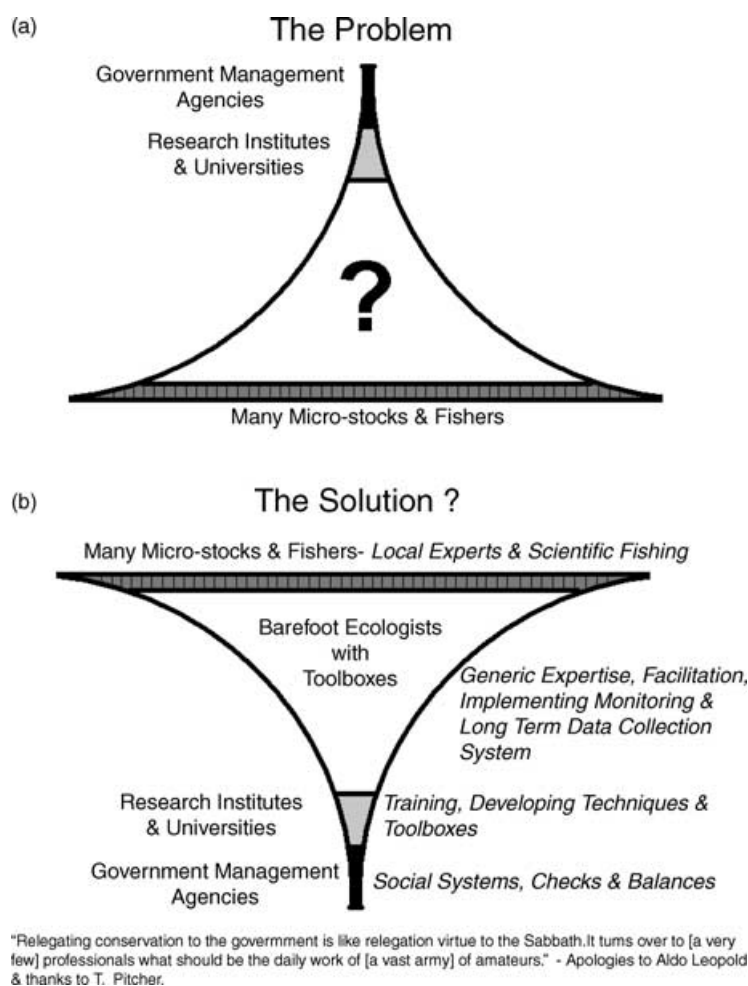 (a)
The Problem
Government Management
Agencies
Research Institutes
& Universities
?
Many Micro-stocks & Fishers
(b)
The Solution ?
Many Micro-stocks & Fishers- Local Experts & Scientific Fishing
Barefoot Ecologists
with
Toolboxes
Generic Expertise, Facilitation,
Implementing Monitoring &
Long Term Data Collection
System
Research Institutes
& Universities
Training, Developing Techniques &
Toolboxes
Government Management
Agencies
Social Systems, Checks & Balances
"Relegating conservation to the govermment is like relegation virtue to the Sabbath.It tums over to [a very
few] professionals what should be the daily work of [a vast army] of amateurs." - Apologies to Aldo Leopold
& thanks to T. Pitcher.